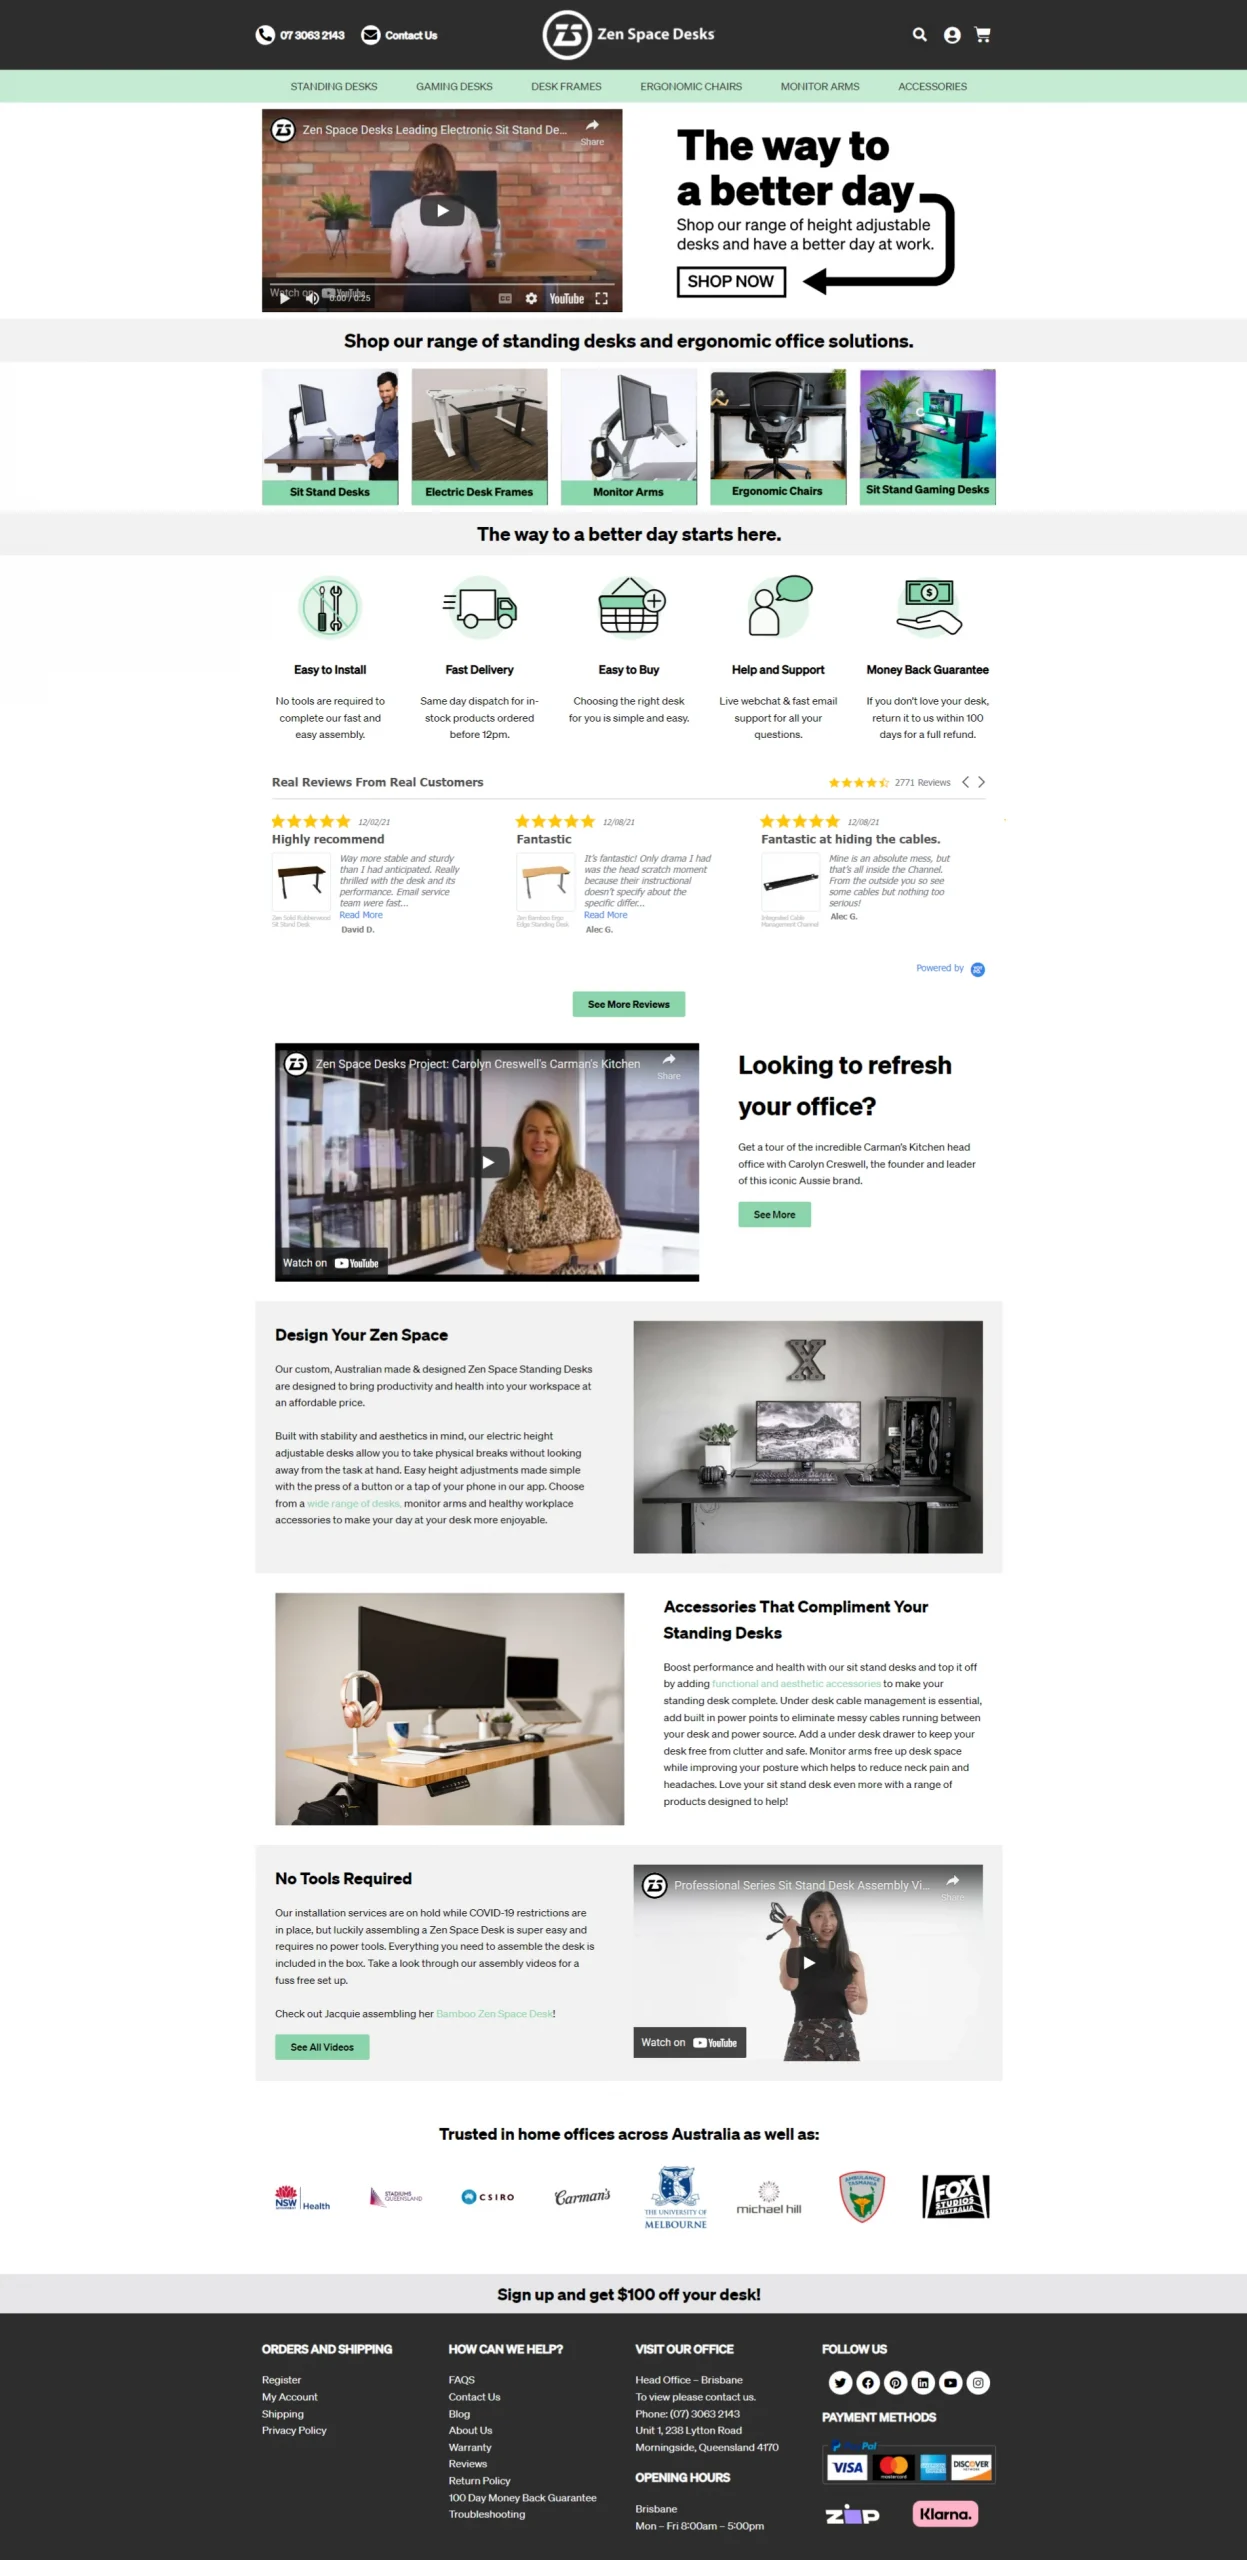 07 3063 2143
Contact Us
Zen Space Desks
STANDING DESKS
GAMING DESKS
DESK FRAMES
ERGONOMIC CHAIRS
MONITOR ARMS
ACCESSORIES
Zen Space Desks Leading Electronic Sit Stand De...
Share
Watch on YouTube
0:00 / 0:25
YouTube
The way to
a better day
Shop our range of height adjustable
desks and have a better day at work.
SHOP NOW
Shop our range of standing desks and ergonomic office solutions.
Sit Stand Desks
Electric Desk Frames
Monitor Arms
Ergonomic Chairs
Sit Stand Gaming Desks
The way to a better day starts here.
Easy to Install
No tools are required to
complete our fast and
easy assembly.
Fast Delivery
Same day dispatch for in-
stock products ordered
before 12pm.
Easy to Buy
Choosing the right desk
for you is simple and easy.
Help and Support
Live webchat & fast email
support for all your
questions.
Money Back Guarantee
If you don't love your desk,
return it to us within 100
days for a full refund.
Real Reviews From Real Customers
2771 Reviews
12/02/21
Highly recommend
Way more stable and sturdy
than I had anticipated. Really
thrilled with the desk and its
performance. Email service
team were fast...
Read More
David D.
Zen Solid Rubberwood
Sit Stand Desk
12/08/21
Fantastic
It's fantastic! Only drama I had
was the head scratch moment
because their instructional
doesn't specify about the
specific differ...
Read More
Alec G.
Zen Bamboo Ergo
Edge Standing Desk
12/08/21
Fantastic at hiding the cables.
Mine is an absolute mess, but
that's all inside the Channel.
From the outside you so see
some cables but nothing too
serious!
Alec G.
Integrated Cable
Management Channel
Powered by
See More Reviews
Zen Space Desks Project: Carolyn Creswell's Carman's Kitchen
Share
Watch on YouTube
Looking to refresh
your office?
Get a tour of the incredible Carman's Kitchen head
office with Carolyn Creswell, the founder and leader
of this iconic Aussie brand.
See More
Design Your Zen Space
Our custom, Australian made & designed Zen Space Standing Desks
are designed to bring productivity and health into your workspace at
an affordable price.
Built with stability and aesthetics in mind, our electric height
adjustable desks allow you to take physical breaks without looking
away from the task at hand. Easy height adjustments made simple
with the press of a button or a tap of your phone in our app. Choose
from a wide range of desks, monitor arms and healthy workplace
accessories to make your day at your desk more enjoyable.
X
Accessories That Compliment Your
Standing Desks
Boost performance and health with our sit stand desks and top it off
by adding functional and aesthetic accessories to make your
standing desk complete. Under desk cable management is essential,
add built in power points to eliminate messy cables running between
your desk and power source. Add a under desk drawer to keep your
desk free from clutter and safe. Monitor arms free up desk space
while improving your posture which helps to reduce neck pain and
headaches. Love your sit stand desk even more with a range of
products designed to help!
No Tools Required
Our installation services are on hold while COVID-19 restrictions are
in place, but luckily assembling a Zen Space Desk is super easy and
requires no power tools. Everything you need to assemble the desk is
included in the box. Take a look through our assembly videos for a
fuss free set up.
Check out Jacquie assembling her Bamboo Zen Space Desk!
See All Videos
Professional Series Sit Stand Desk Assembly Vi...
Share
Watch on YouTube
Trusted in home offices across Australia as well as:
NSW Health
STADIUMS
QUEENSLAND
CSIRO
Carman's
THE UNIVERSITY OF
MELBOURNE
michael hill
AMBULANCE
TASMANIA
FOX
STUDIOS
AUSTRALIA
Sign up and get $100 off your desk!
ORDERS AND SHIPPING
Register
My Account
Shipping
Privacy Policy
HOW CAN WE HELP?
FAQS
Contact Us
Blog
About Us
Warranty
Reviews
Return Policy
100 Day Money Back Guarantee
Troubleshooting
VISIT OUR OFFICE
Head Office – Brisbane
To view please contact us.
Phone: (07) 3063 2143
Unit 1, 238 Lytton Road
Morningside, Queensland 4170
OPENING HOURS
Brisbane
Mon – Fri 8:00am – 5:00pm
FOLLOW US
PAYMENT METHODS
PayPal
VISA
mastercard
DISCOVER
zip
Klarna.